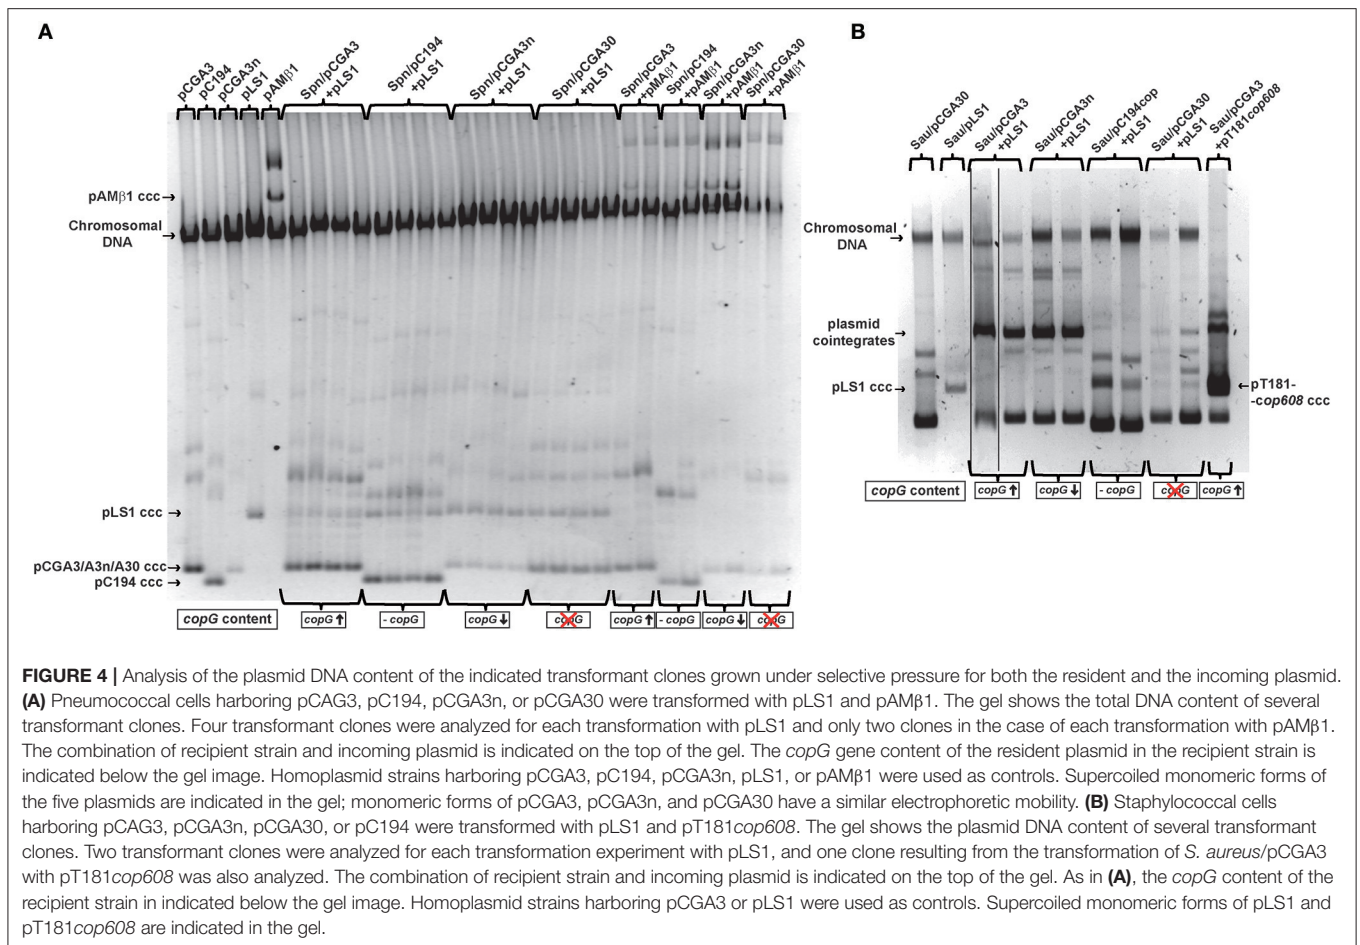 A
B
pCGA3
pC194
pCGA3n
pLS1
pAMβ1
Spn/pCGA3
+pLS1
Spn/pC194
+pLS1
Spn/pCGA3n
+pLS1
Spn/pCGA30
+pLS1
Spn/pCGA3
+pMAβ1
Spn/pC194
+pAMβ1
Spn/pCGA3n
+pAMβ1
Spn/pCGA30
+pAMβ1
pAMβ1 ccc
Chromosomal
DNA
pLS1 ccc
pCGA3/A3n/A30 ccc
pC194 ccc
copG content
copG ↑
- copG
copG ↓
copG
copG ↑
- copG
copG ↓
copG
Sau/pCGA30
Sau/pLS1
Sau/pCGA3
+pLS1
Sau/pCGA3n
+pLS1
Sau/pC194cop
+pLS1
Sau/pCGA30
+pLS1
Sau/pCGA3
+pT181cop608
Chromosomal
DNA
plasmid
cointegrates
pLS1 ccc
pT181-
-cop608 ccc
copG content
copG ↑
copG ↓
- copG
copG
copG ↑
FIGURE 4 | Analysis of the plasmid DNA content of the indicated transformant clones grown under selective pressure for both the resident and the incoming plasmid.
(A) Pneumococcal cells harboring pCAG3, pC194, pCGA3n, or pCGA30 were transformed with pLS1 and pAMβ1. The gel shows the total DNA content of several
transformant clones. Four transformant clones were analyzed for each transformation with pLS1 and only two clones in the case of each transformation with pAMβ1.
The combination of recipient strain and incoming plasmid is indicated on the top of the gel. The copG gene content of the resident plasmid in the recipient strain is
indicated below the gel image. Homoplasmid strains harboring pCGA3, pC194, pCGA3n, pLS1, or pAMβ1 were used as controls. Supercoiled monomeric forms of
the five plasmids are indicated in the gel; monomeric forms of pCGA3, pCGA3n, and pCGA30 have a similar electrophoretic mobility. (B) Staphylococcal cells
harboring pCAG3, pCGA3n, pCGA30, or pC194 were transformed with pLS1 and pT181cop608. The gel shows the plasmid DNA content of several transformant
clones. Two transformant clones were analyzed for each transformation experiment with pLS1, and one clone resulting from the transformation of S. aureus/pCGA3
with pT181cop608 was also analyzed. The combination of recipient strain and incoming plasmid is indicated on the top of the gel. As in (A), the copG content of the
recipient strain in indicated below the gel image. Homoplasmid strains harboring pCGA3 or pLS1 were used as controls. Supercoiled monomeric forms of pLS1 and
pT181cop608 are indicated in the gel.